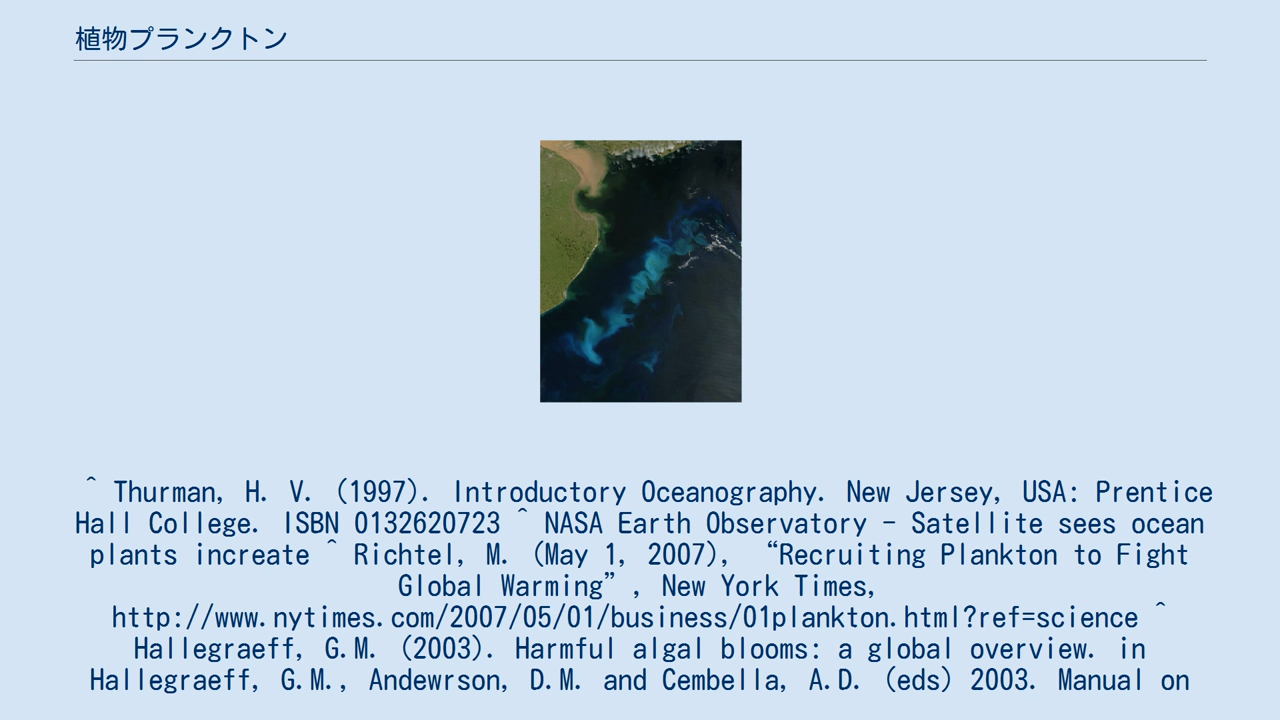 植物プランクトン
^ Thurman, H. V. (1997). Introductory Oceanography. New Jersey, USA: Prentice
Hall College. ISBN 0132620723 ^ NASA Earth Observatory - Satellite sees ocean
plants increate ^ Richtel, M. (May 1, 2007), “Recruiting Plankton to Fight
Global Warming”, New York Times,
http://www.nytimes.com/2007/05/01/business/01plankton.html?ref=science ^
Hallegraeff, G.M. (2003). Harmful algal blooms: a global overview. in
Hallegraeff, G.M., Andewrson, D.M. and Cembella, A.D. (eds) 2003. Manual on